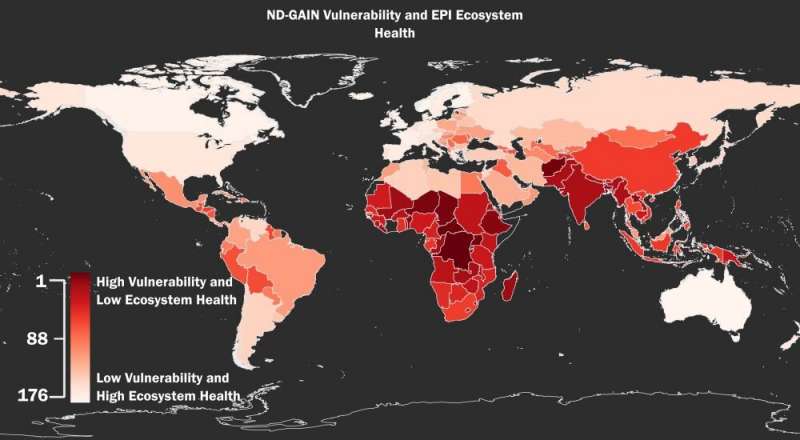 ND-GAIN Vulnerability and EPI Ecosystem
Health
1
High Vulnerability and
Low Ecosystem Health
88
Low Vulnerability and
176
High Ecosystem Health